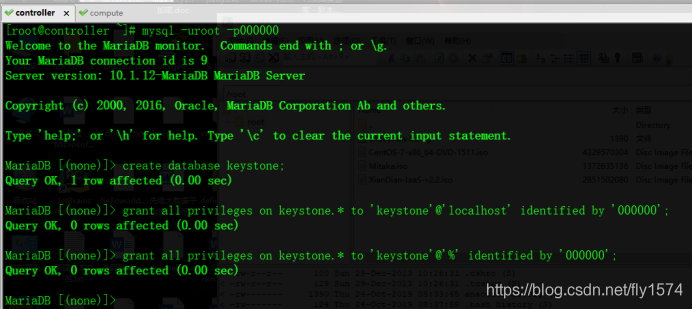 controller compute
[root@controller ~]# mysql -uroot -p000000
Welcome to the MariaDB monitor.  Commands end with ; or \g.
Your MariaDB connection id is 9
Server version: 10.1.12-MariaDB MariaDB Server
Copyright (c) 2000, 2016, Oracle, MariaDB Corporation Ab and others.
Type 'help;' or '\h' for help. Type '\c' to clear the current input statement.
MariaDB [(none)]> create database keystone;
Query OK, 1 row affected (0.00 sec)
MariaDB [(none)]> grant all privileges on keystone.* to 'keystone'@'localhost' identified by '000000';
Query OK, 0 rows affected (0.00 sec)
MariaDB [(none)]> grant all privileges on keystone.* to 'keystone'@'%' identified by '000000';
Query OK, 0 rows affected (0.00 sec)
MariaDB [(none)]>
https://blog.csdn.net/fly1574